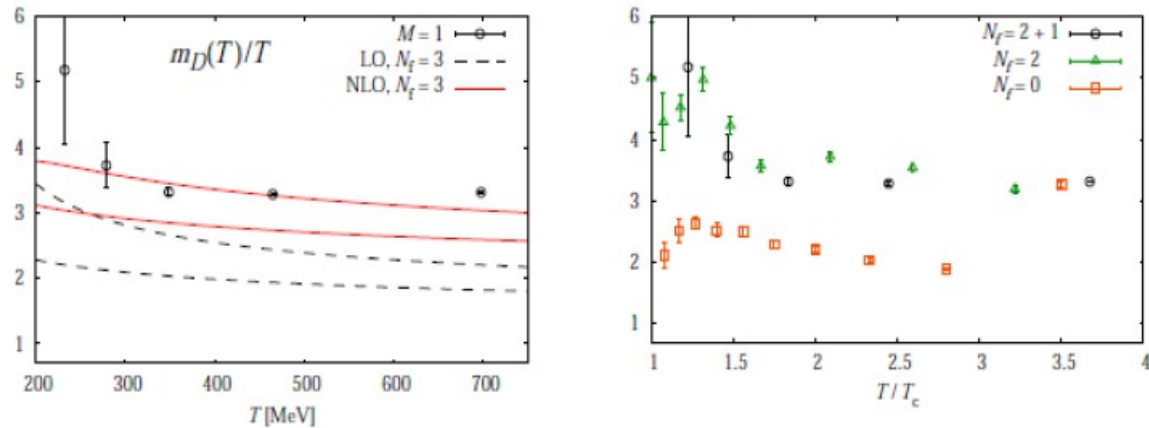 m_D(T)/T
M = 1
LO, N_f = 3
NLO, N_f = 3
6
5
4
3
2
1
200 300 400 500 600 700
T [MeV]
N_f = 2 + 1
N_f = 2
N_f = 0
6
5
4
3
2
1
1 1.5 2 2.5 3 3.5 4
T / T_c